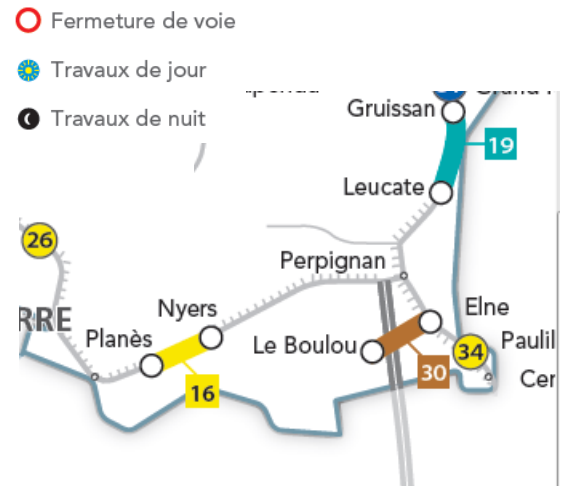 Fermeture de voie
Travaux de jour
Travaux de nuit
Gruissan
19
Leucate
26
Perpignan
RRE
Nyers
Elne
Planès
Le Boulou
34
Paulil
16
30
Cer